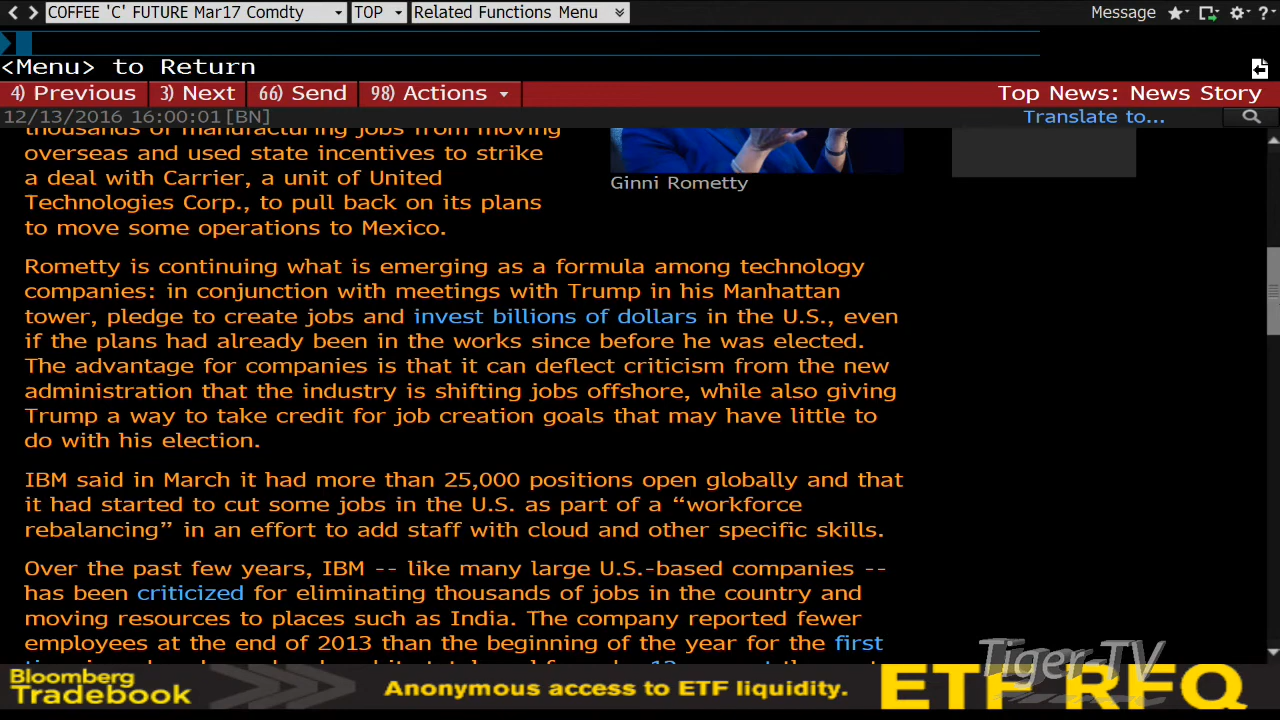 COFFEE 'C' FUTURE Mar17 Comdty TOP Related Functions Menu Message
<Menu> to Return
4) Previous 3) Next 66) Send 98) Actions Top News: News Story
12/13/2016 16:00:01[BN] Translate to...
thousands of manufacturing jobs from moving
overseas and used state incentives to strike
a deal with Carrier, a unit of United
Technologies Corp., to pull back on its plans
to move some operations to Mexico.
Ginni Rometty
Rometty is continuing what is emerging as a formula among technology
companies: in conjunction with meetings with Trump in his Manhattan
tower, pledge to create jobs and invest billions of dollars in the U.S., even
if the plans had already been in the works since before he was elected.
The advantage for companies is that it can deflect criticism from the new
administration that the industry is shifting jobs offshore, while also giving
Trump a way to take credit for job creation goals that may have little to
do with his election.
IBM said in March it had more than 25,000 positions open globally and that
it had started to cut some jobs in the U.S. as part of a “workforce
rebalancing” in an effort to add staff with cloud and other specific skills.
Over the past few years, IBM -- like many large U.S.-based companies --
has been criticized for eliminating thousands of jobs in the country and
moving resources to places such as India. The company reported fewer
employees at the end of 2013 than the beginning of the year for the first
TigerTV
Bloomberg
Tradebook
Anonymous access to ETF liquidity.
ETF RFQ